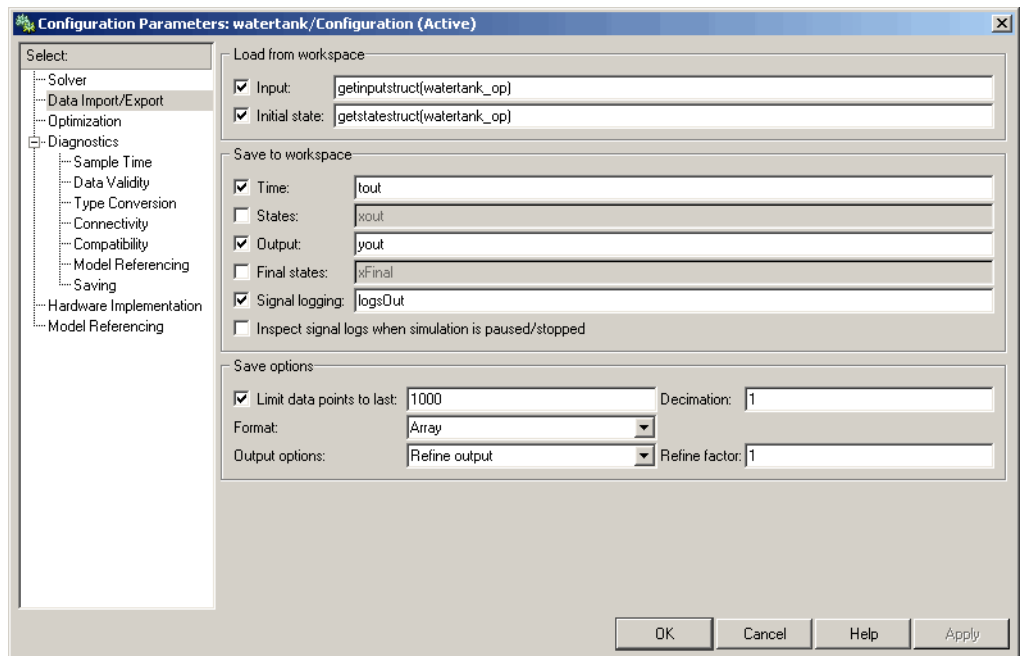 Configuration Parameters: watertank/Configuration (Active)
Select:
Solver
Data Import/Export
Optimization
Diagnostics
Sample Time
Data Validity
Type Conversion
Connectivity
Compatibility
Model Referencing
Saving
Hardware Implementation
Model Referencing
Load from workspace
Input: getinputstruct(watertank_op)
Initial state: getstatestruct(watertank_op)
Save to workspace
Time: tout
States: xout
Output: yout
Final states: xFinal
Signal logging: logsOut
Inspect signal logs when simulation is paused/stopped
Save options
Limit data points to last: 1000 Decimation: 1
Format: Array
Output options: Refine output Refine factor: 1
OK Cancel Help Apply